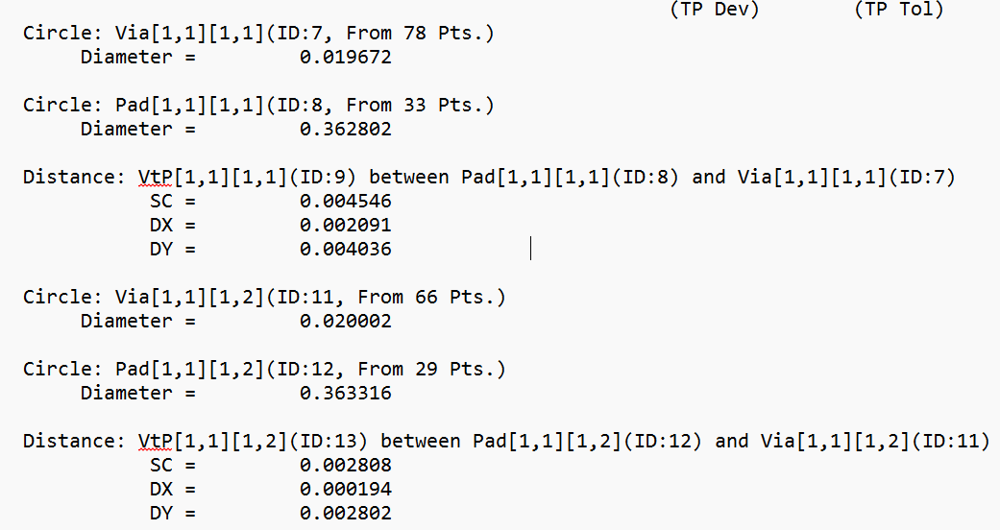 (TP Dev) (TP Tol)
Circle: Via[1,1][1,1](ID:7, From 78 Pts.)
Diameter = 0.019672
Circle: Pad[1,1][1,1](ID:8, From 33 Pts.)
Diameter = 0.362802
Distance: VtP[1,1][1,1](ID:9) between Pad[1,1][1,1](ID:8) and Via[1,1][1,1](ID:7)
SC = 0.004546
DX = 0.002091
DY = 0.004036
Circle: Via[1,1][1,2](ID:11, From 66 Pts.)
Diameter = 0.020002
Circle: Pad[1,1][1,2](ID:12, From 29 Pts.)
Diameter = 0.363316
Distance: VtP[1,1][1,2](ID:13) between Pad[1,1][1,2](ID:12) and Via[1,1][1,2](ID:11)
SC = 0.002808
DX = 0.000194
DY = 0.002802